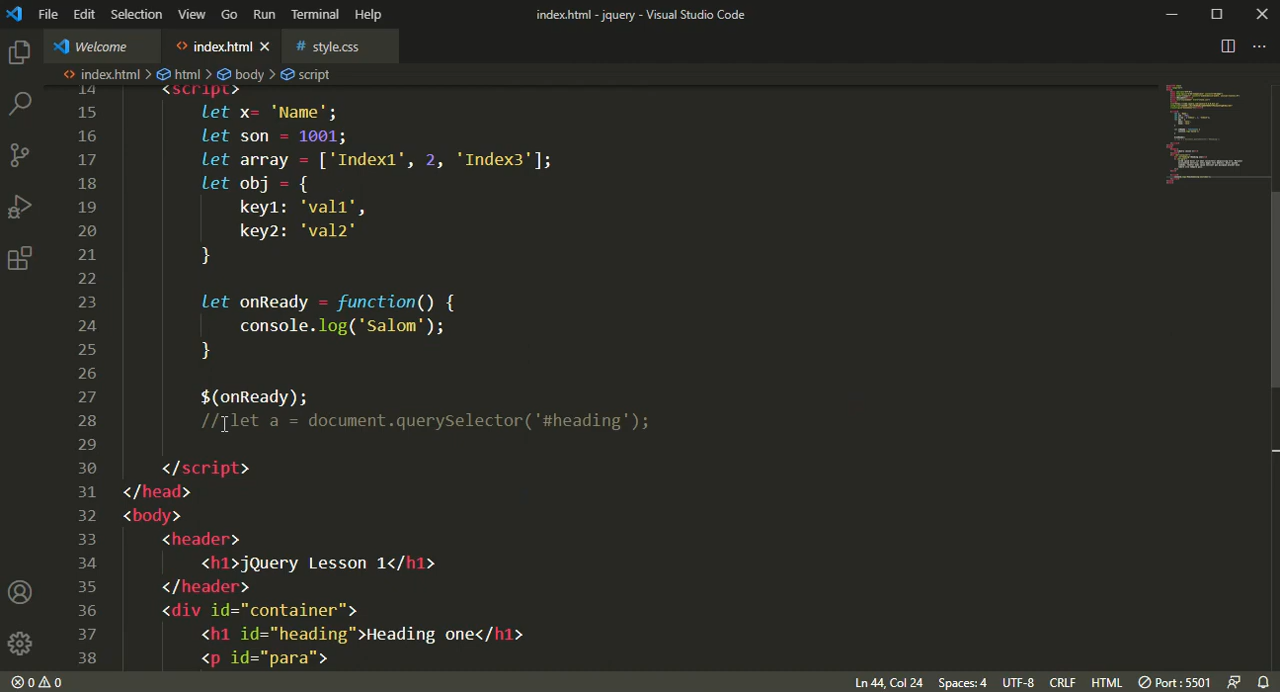 File Edit Selection View Go Run Terminal Help index.html - jquery - Visual Studio Code
Welcome index.html # style.css
index.html > html > body > script
14 <script>
15 let x= 'Name';
16 let son = 1001;
17 let array = ['Index1', 2, 'Index3'];
18 let obj = {
19 key1: 'val1',
20 key2: 'val2'
21 }
22
23 let onReady = function() {
24 console.log('Salom');
25 }
26
27 $(onReady);
28 // let a = document.querySelector('#heading');
29
30 </script>
31 </head>
32 <body>
33 <header>
34 <h1>jQuery Lesson 1</h1>
35 </header>
36 <div id="container">
37 <h1 id="heading">Heading one</h1>
38 <p id="para">
0 0 Ln 44, Col 24 Spaces: 4 UTF-8 CRLF HTML Port : 5501